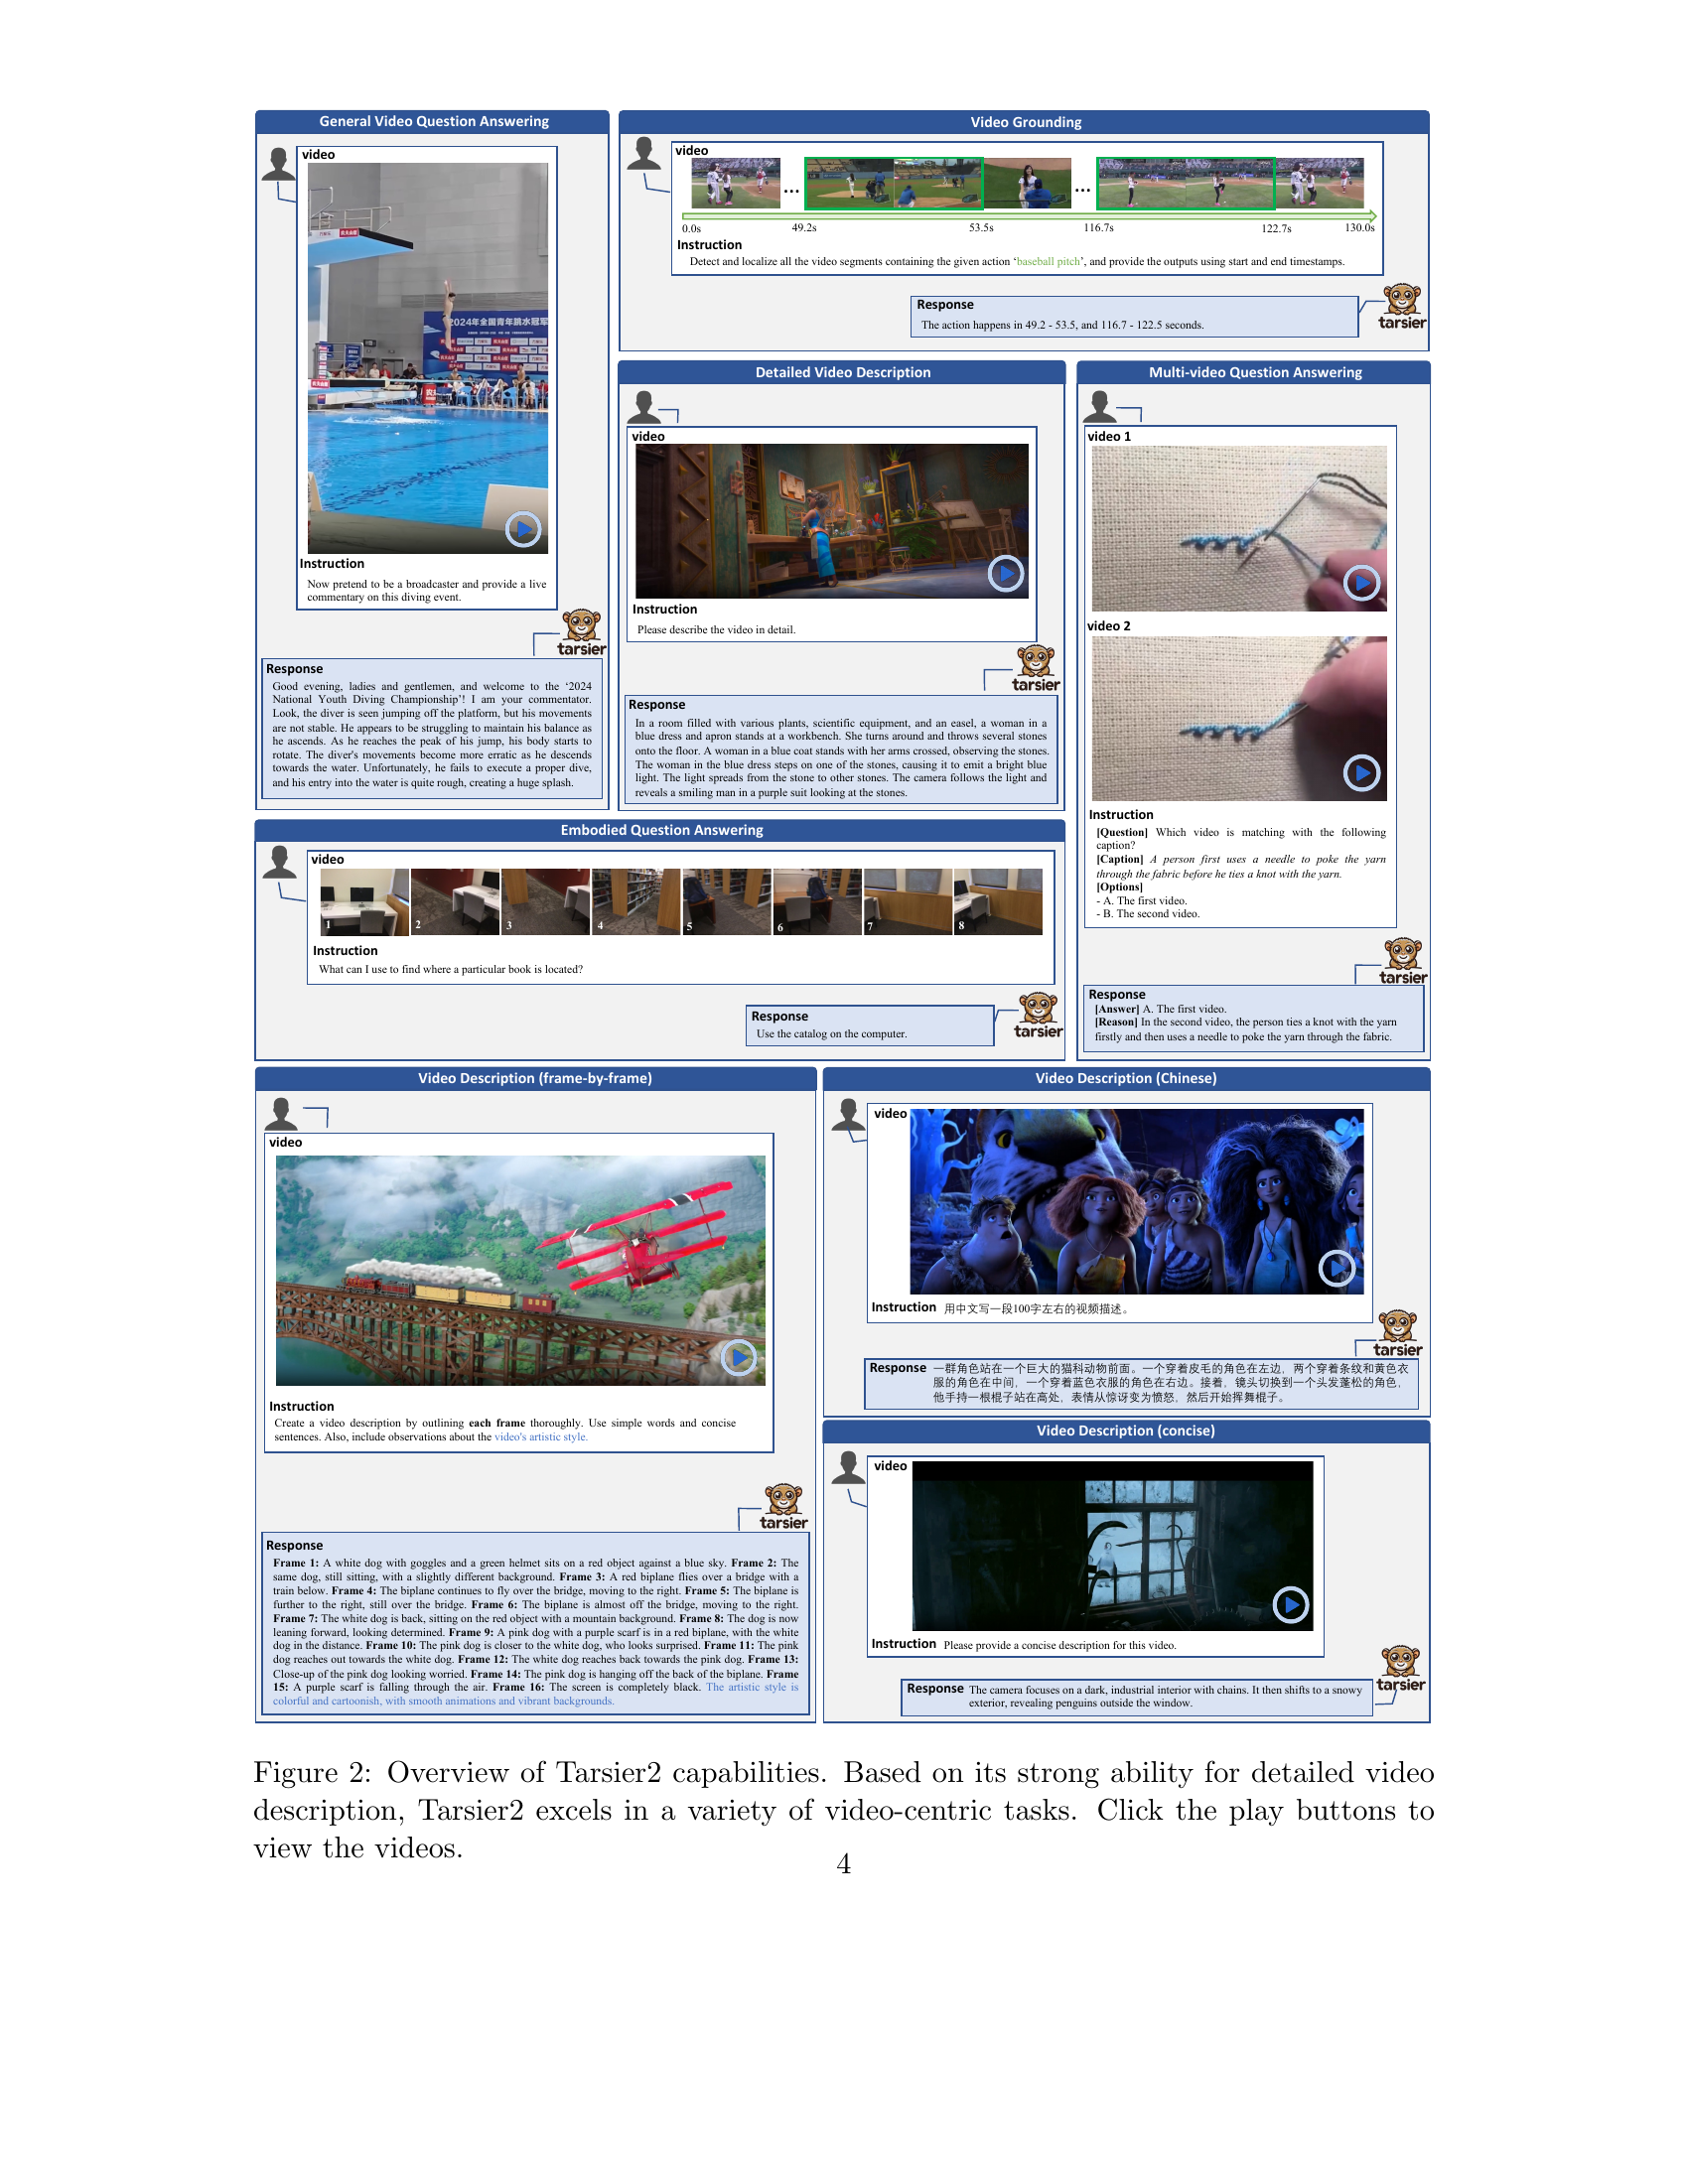 General Video Question Answering
video
2024年全国青年跳水冠军
Instruction
Now pretend to be a broadcaster and provide a live
commentary on this diving event.
tarsier
Response
Good evening, ladies and gentlemen, and welcome to the ‘2024
National Youth Diving Championship’! I am your commentator.
Look, the diver is seen jumping off the platform, but his movements
are not stable. He appears to be struggling to maintain his balance as
he ascends. As he reaches the peak of his jump, his body starts to
rotate. The diver's movements become more erratic as he descends
towards the water. Unfortunately, he fails to execute a proper dive,
and his entry into the water is quite rough, creating a huge splash.
Video Grounding
video
... ...
0.0s 49.2s 53.5s 116.7s 122.7s 130.0s
Instruction
Detect and localize all the video segments containing the given action ‘baseball pitch’, and provide the outputs using start and end timestamps.
tarsier
Response
The action happens in 49.2 - 53.5, and 116.7 - 122.5 seconds.
Detailed Video Description
video
Instruction
Please describe the video in detail.
tarsier
Response
In a room filled with various plants, scientific equipment, and an easel, a woman in a
blue dress and apron stands at a workbench. She turns around and throws several stones
onto the floor. A woman in a blue coat stands with her arms crossed, observing the stones.
The woman in the blue dress steps on one of the stones, causing it to emit a bright blue
light. The light spreads from the stone to other stones. The camera follows the light and
reveals a smiling man in a purple suit looking at the stones.
Multi-video Question Answering
video 1
video 2
Instruction
[Question] Which video is matching with the following
caption?
[Caption] A person first uses a needle to poke the yarn
through the fabric before he ties a knot with the yarn.
[Options]
- A. The first video.
- B. The second video.
tarsier
Response
[Answer] A. The first video.
[Reason] In the second video, the person ties a knot with the yarn
firstly and then uses a needle to poke the yarn through the fabric.
Embodied Question Answering
video
1 2 3 4 5 6 7 8
Instruction
What can I use to find where a particular book is located?
tarsier
Response
Use the catalog on the computer.
Video Description (frame-by-frame)
video
Instruction
Create a video description by outlining each frame thoroughly. Use simple words and concise
sentences. Also, include observations about the video's artistic style.
tarsier
Response
Frame 1: A white dog with goggles and a green helmet sits on a red object against a blue sky. Frame 2: The
same dog, still sitting, with a slightly different background. Frame 3: A red biplane flies over a bridge with a
train below. Frame 4: The biplane continues to fly over the bridge, moving to the right. Frame 5: The biplane is
further to the right, still over the bridge. Frame 6: The biplane is almost off the bridge, moving to the right.
Frame 7: The white dog is back, sitting on the red object with a mountain background. Frame 8: The dog is now
leaning forward, looking determined. Frame 9: A pink dog with a purple scarf is in a red biplane, with the white
dog in the distance. Frame 10: The pink dog is closer to the white dog, who looks surprised. Frame 11: The pink
dog reaches out towards the white dog. Frame 12: The white dog reaches back towards the pink dog. Frame 13:
Close-up of the pink dog looking worried. Frame 14: The pink dog is hanging off the back of the biplane. Frame
15: A purple scarf is falling through the air. Frame 16: The screen is completely black. The artistic style is
colorful and cartoonish, with smooth animations and vibrant backgrounds.
Video Description (Chinese)
video
Instruction 用中文写一段100字左右的视频描述。
tarsier
Response 一群角色站在一个巨大的猫科动物前面。一个穿着皮毛的角色在左边，两个穿着条纹和黄色衣
服的角色在中间，一个穿着蓝色衣服的角色在右边。接着，镜头切换到一个头发蓬松的角色，
他手持一根棍子站在高处，表情从惊讶变为愤怒，然后开始挥舞棍子。
Video Description (concise)
video
Instruction Please provide a concise description for this video.
tarsier
Response The camera focuses on a dark, industrial interior with chains. It then shifts to a snowy
exterior, revealing penguins outside the window.
Figure 2: Overview of Tarsier2 capabilities. Based on its strong ability for detailed video
description, Tarsier2 excels in a variety of video-centric tasks. Click the play buttons to
view the videos.
4